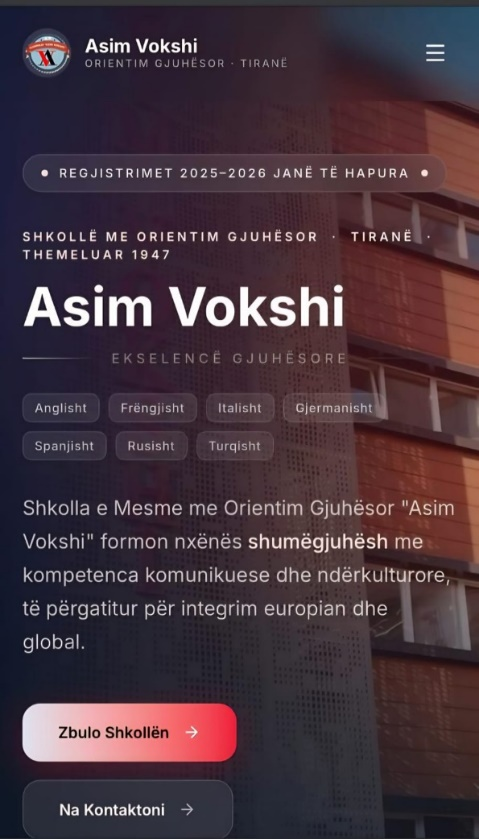 Asim Vokshi
ORIENTIM GJUHËSOR · TIRANË
REGJISTRIMET 2025–2026 JANË TË HAPURA
SHKOLLË ME ORIENTIM GJUHËSOR · TIRANË ·
THEMELUAR 1947
Asim Vokshi
EKSELENCË GJUHËSORE
Anglisht Frëngjisht Italisht Gjermanisht
Spanjisht Rusisht Turqisht
Shkolla e Mesme me Orientim Gjuhësor "Asim
Vokshi" formon nxënës shumëgjuhësh me
kompetenca komunikuese dhe ndërkulturore,
të përgatitur për integrim europian dhe
global.
Zbulo Shkollën →
Na Kontaktoni →